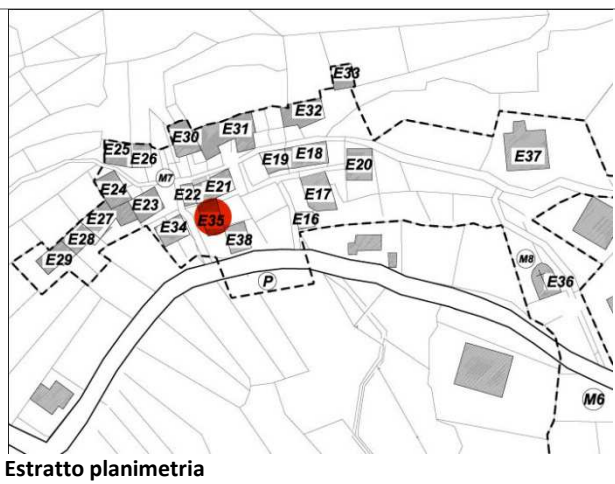 E33
E32
E30
E31
E25
E26
E37
E19
E18
E20
M7
E24
E21
E22
E17
E23
E27
E35
E16
E34
E38
E28
E29
P
M8
E36
M6
Estratto planimetria